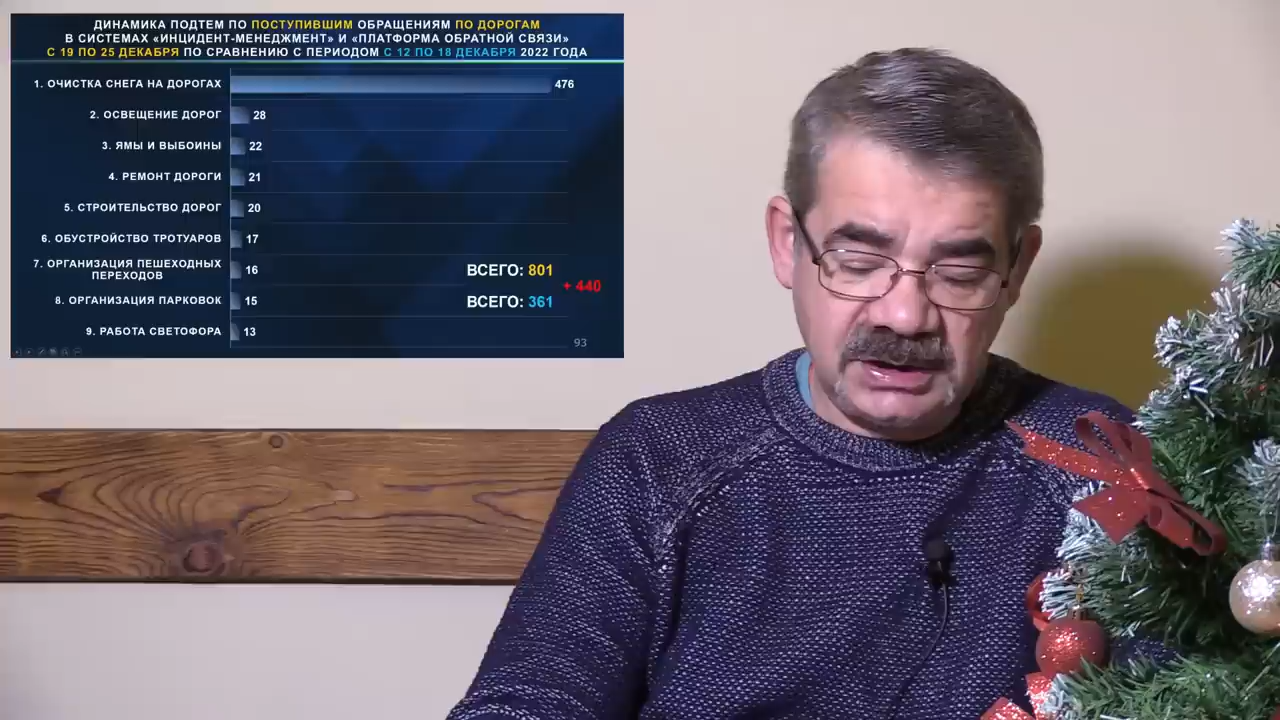 ДИНАМИКА ПОДТЕМ ПО ПОСТУПИВШИМ ОБРАЩЕНИЯМ ПО ДОРОГАМ
В СИСТЕМАХ «ИНЦИДЕНТ-МЕНЕДЖМЕНТ» И «ПЛАТФОРМА ОБРАТНОЙ СВЯЗИ»
С 19 ПО 25 ДЕКАБРЯ ПО СРАВНЕНИЮ С ПЕРИОДОМ С 12 ПО 18 ДЕКАБРЯ 2022 ГОДА
1. ОЧИСТКА СНЕГА НА ДОРОГАХ 476
2. ОСВЕЩЕНИЕ ДОРОГ 28
3. ЯМЫ И ВЫБОИНЫ 22
4. РЕМОНТ ДОРОГИ 21
5. СТРОИТЕЛЬСТВО ДОРОГ 20
6. ОБУСТРОЙСТВО ТРОТУАРОВ 17
7. ОРГАНИЗАЦИЯ ПЕШЕХОДНЫХ
ПЕРЕХОДОВ 16
ВСЕГО: 801
+ 440
8. ОРГАНИЗАЦИЯ ПАРКОВОК 15
ВСЕГО: 361
9. РАБОТА СВЕТОФОРА 13
93